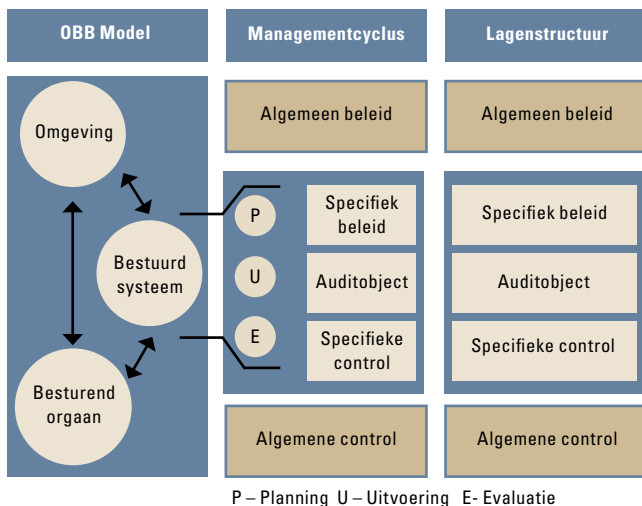 OBB Model
Omgeving
Bestuurd
systeem
Besturend
orgaan
Managementcyclus
Algemeen beleid
P
Specifiek
beleid
U
Auditobject
E
Specifieke
control
Algemene control
Lagenstructuur
Algemeen beleid
Specifiek beleid
Auditobject
Specifieke control
Algemene control
P – Planning U – Uitvoering E- Evaluatie